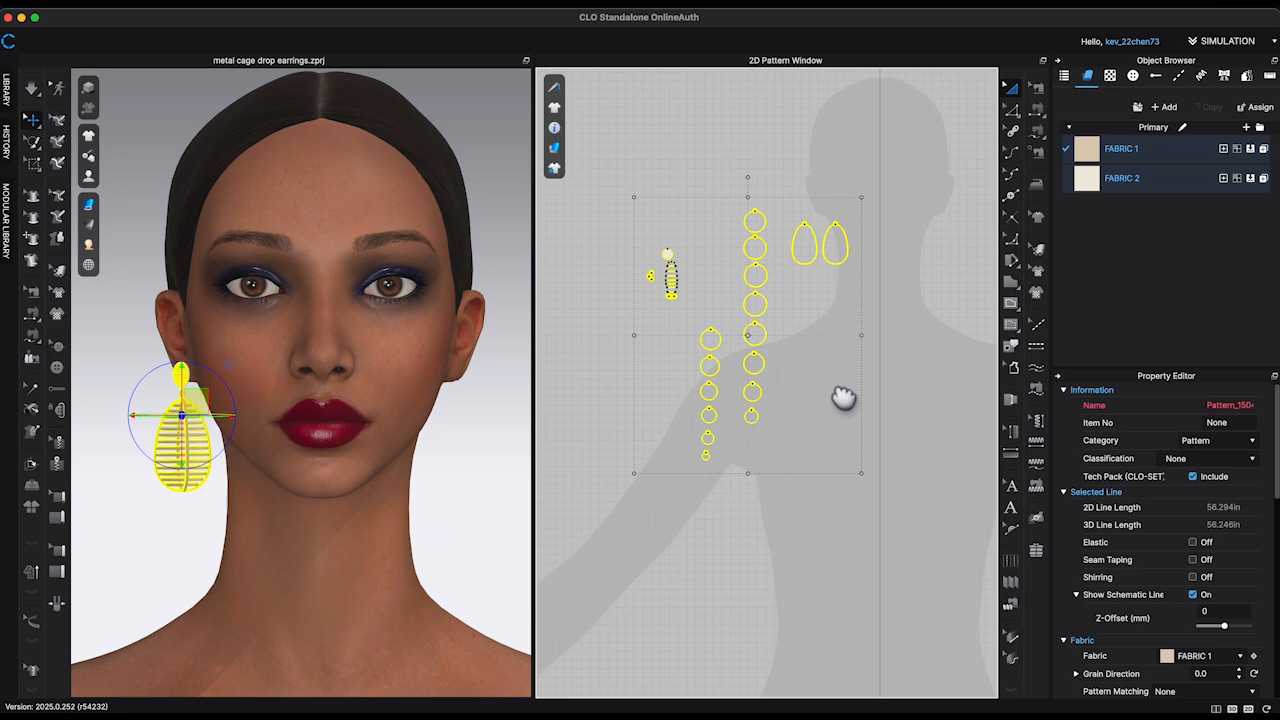 CLO Standalone OnlineAuth
Hello, kev_22chen73
SIMULATION
metal cage drop earrings.zprj
2D Pattern Window
Object Browser
LIBRARY
HISTORY
MODULAR LIBRARY
+ Add
Copy
Assign
Primary
FABRIC 1
FABRIC 2
Property Editor
Information
Name Pattern_1504
Item No None
Category Pattern
Classification None
Tech Pack (CLO-SET) Include
Selected Line
2D Line Length 56.294in
3D Line Length 56.246in
Elastic Off
Seam Taping Off
Shirring Off
Show Schematic Line On
Z-Offset (mm) 0
Fabric
Fabric FABRIC 1
Grain Direction 0.0
Pattern Matching None
Version: 2025.0.252 (r54232)
3D 2D